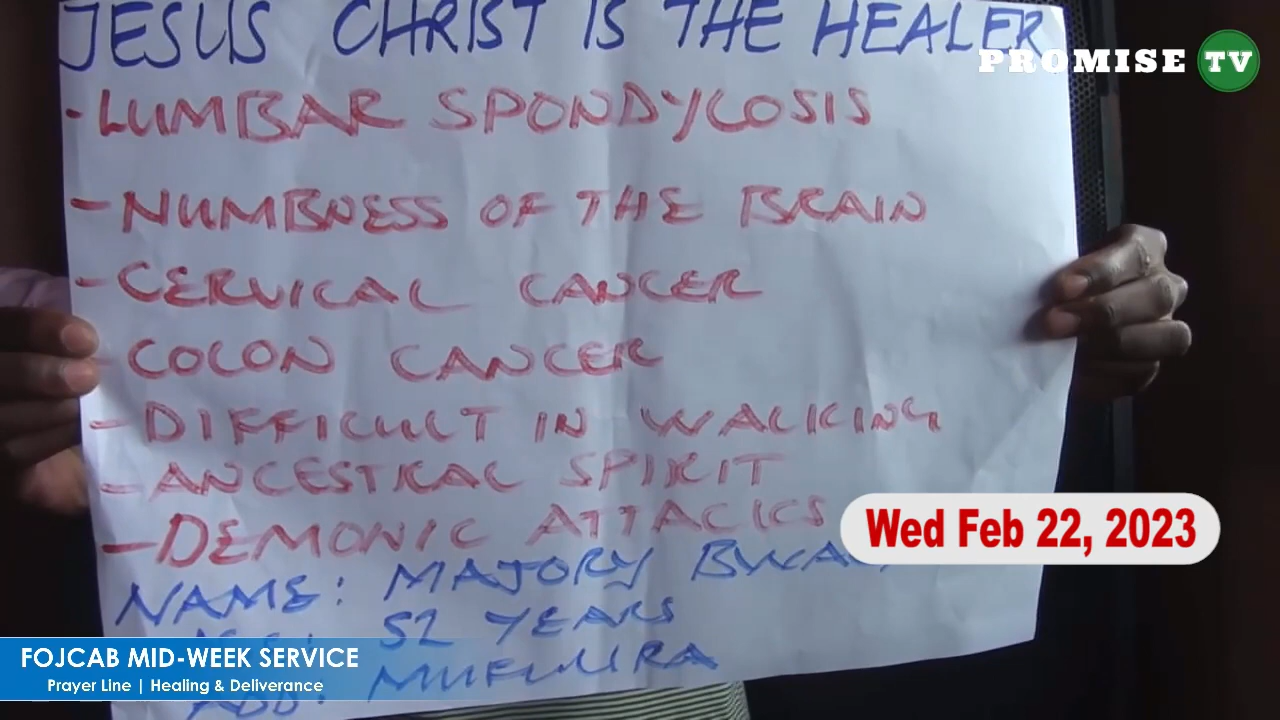 JESUS CHRIST IS THE HEALER
PROMISE TV
- LUMBAR SPONDYLOSIS
- NUMBNESS OF THE BRAIN
- CERVICAL CANCER
- COLON CANCER
- DIFFICULT IN WALKING
- ANCESTRAL SPIRIT
- DEMONIC ATTACKS
Wed Feb 22, 2023
NAME: MAJORY
52 YEARS
ADD: MUFULIRA
FOJCAB MID-WEEK SERVICE
Prayer Line | Healing & Deliverance